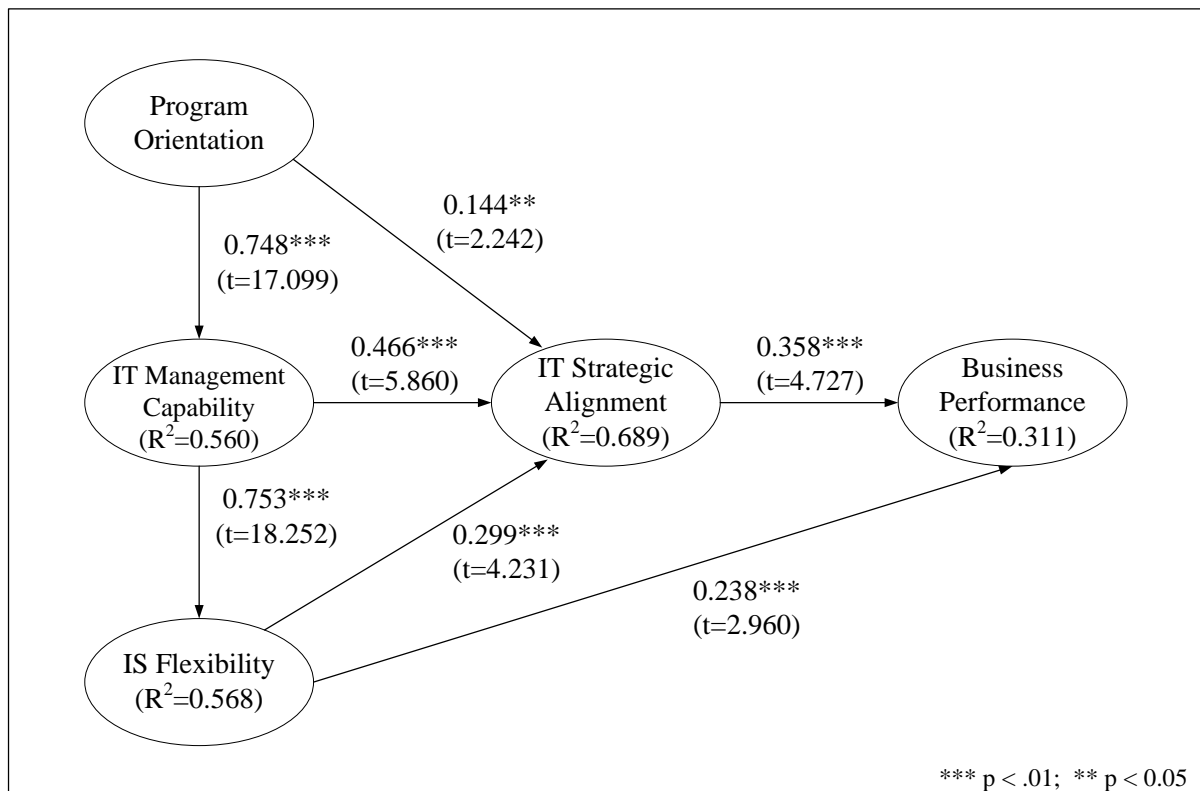 Program
Orientation
0.144**
(t=2.242)
0.748***
(t=17.099)
IT Management
Capability
(R²=0.560)
0.466***
(t=5.860)
IT Strategic
Alignment
(R²=0.689)
0.358***
(t=4.727)
Business
Performance
(R²=0.311)
0.753***
(t=18.252)
0.299***
(t=4.231)
0.238***
(t=2.960)
IS Flexibility
(R²=0.568)
*** p < .01;  ** p < 0.05